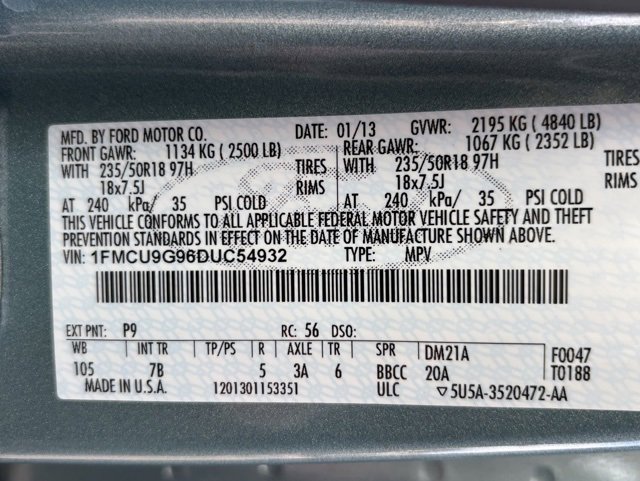 MFD. BY FORD MOTOR CO. DATE: 01/13 GVWR: 2195 KG ( 4840 LB)
FRONT GAWR: 1134 KG ( 2500 LB) REAR GAWR: 1067 KG ( 2352 LB)
WITH 235/50R18 97H TIRES WITH 235/50R18 97H TIRES
18x7.5J RIMS 18x7.5J RIMS
AT 240 kPa/ 35 PSI COLD AT 240 kPa/ 35 PSI COLD
THIS VEHICLE CONFORMS TO ALL APPLICABLE FEDERAL MOTOR VEHICLE SAFETY AND THEFT
PREVENTION STANDARDS IN EFFECT ON THE DATE OF MANUFACTURE SHOWN ABOVE.
VIN: 1FMCU9G96DUC54932 TYPE: MPV
EXT PNT: P9 RC: 56 DSO:
WB INT TR TP/PS R AXLE TR SPR DM21A F0047
105 7B 5 3A 6 BBCC 20A T0188
MADE IN U.S.A. 1201301153351 ULC ▽5U5A-3520472-AA